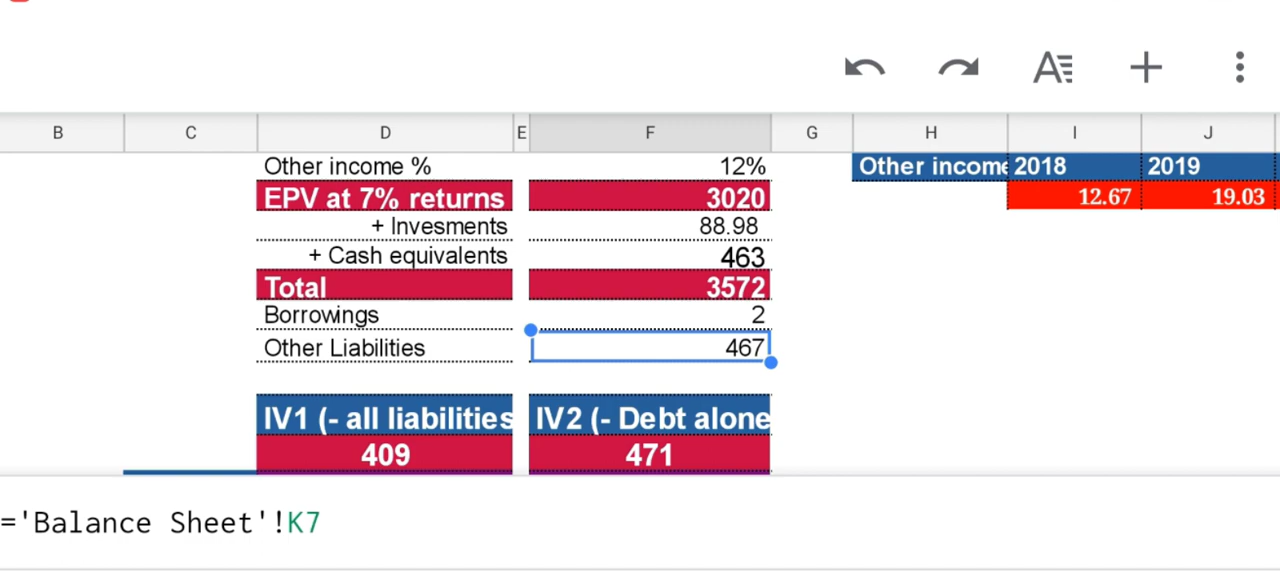 B C D E F G H I J
Other income % 12% Other income 2018 2019
EPV at 7% returns 3020 12.67 19.03
+ Invesments 88.98
+ Cash equivalents 463
Total 3572
Borrowings 2
Other Liabilities 467
IV1 (- all liabilities IV2 (- Debt alone
409 471
='Balance Sheet'!K7